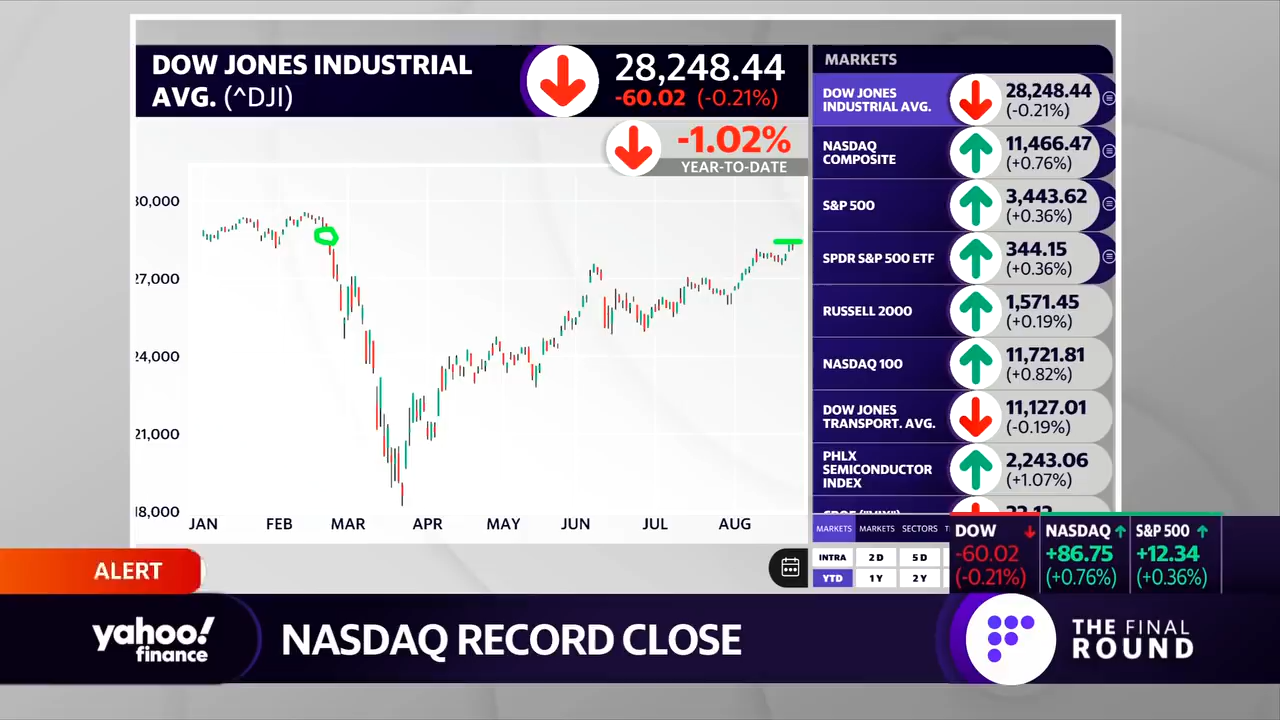 DOW JONES INDUSTRIAL
AVG. (^DJI)
28,248.44
-60.02 (-0.21%)
-1.02%
YEAR-TO-DATE
30,000
27,000
24,000
21,000
18,000
JAN FEB MAR APR MAY JUN JUL AUG
MARKETS
DOW JONES
INDUSTRIAL AVG.
28,248.44
(-0.21%)
NASDAQ
COMPOSITE
11,466.47
(+0.76%)
S&P 500
3,443.62
(+0.36%)
SPDR S&P 500 ETF
344.15
(+0.36%)
RUSSELL 2000
1,571.45
(+0.19%)
NASDAQ 100
11,721.81
(+0.82%)
DOW JONES
TRANSPORT. AVG.
11,127.01
(-0.19%)
PHLX
SEMICONDUCTOR
INDEX
2,243.06
(+1.07%)
MARKETS MARKETS SECTORS
INTRA 2 D 5 D
YTD 1 Y 2 Y
DOW
-60.02
(-0.21%)
NASDAQ
+86.75
(+0.76%)
S&P 500
+12.34
(+0.36%)
ALERT
yahoo!
finance
NASDAQ RECORD CLOSE
THE FINAL
ROUND